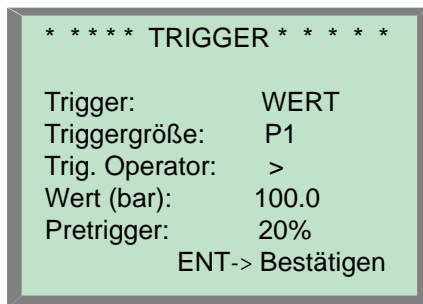 * * * * * TRIGGER * * * * *
Trigger: WERT
Triggergröße: P1
Trig. Operator: >
Wert (bar): 100.0
Pretrigger: 20%
ENT-> Bestätigen